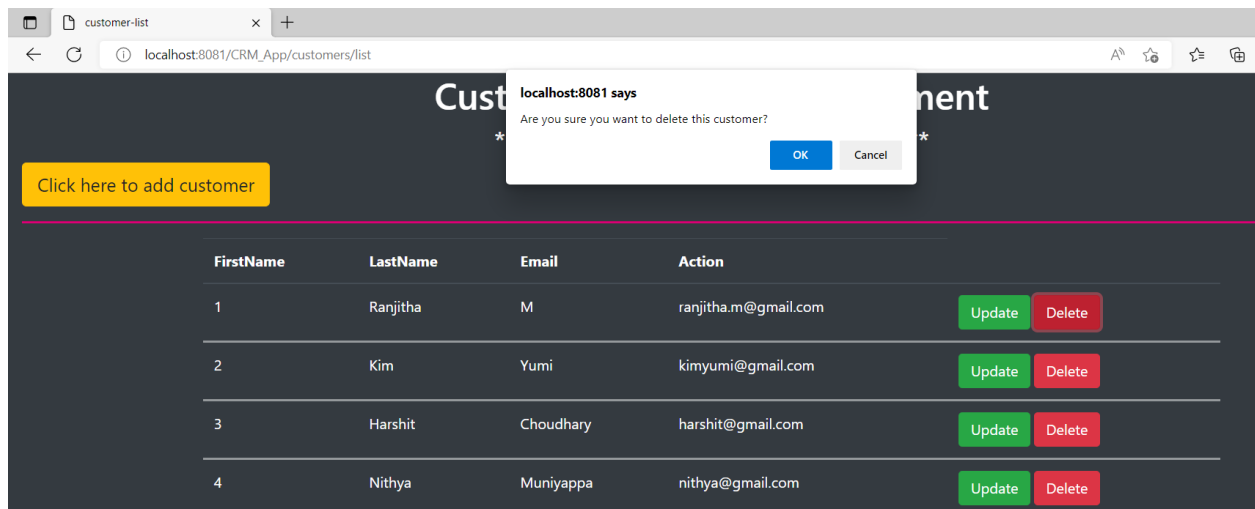 customer-list
localhost:8081/CRM_App/customers/list
Cust ment
localhost:8081 says
Are you sure you want to delete this customer?
* *
OK Cancel
Click here to add customer
FirstName LastName Email Action
1 Ranjitha M ranjitha.m@gmail.com Update Delete
2 Kim Yumi kimyumi@gmail.com Update Delete
3 Harshit Choudhary harshit@gmail.com Update Delete
4 Nithya Muniyappa nithya@gmail.com Update Delete